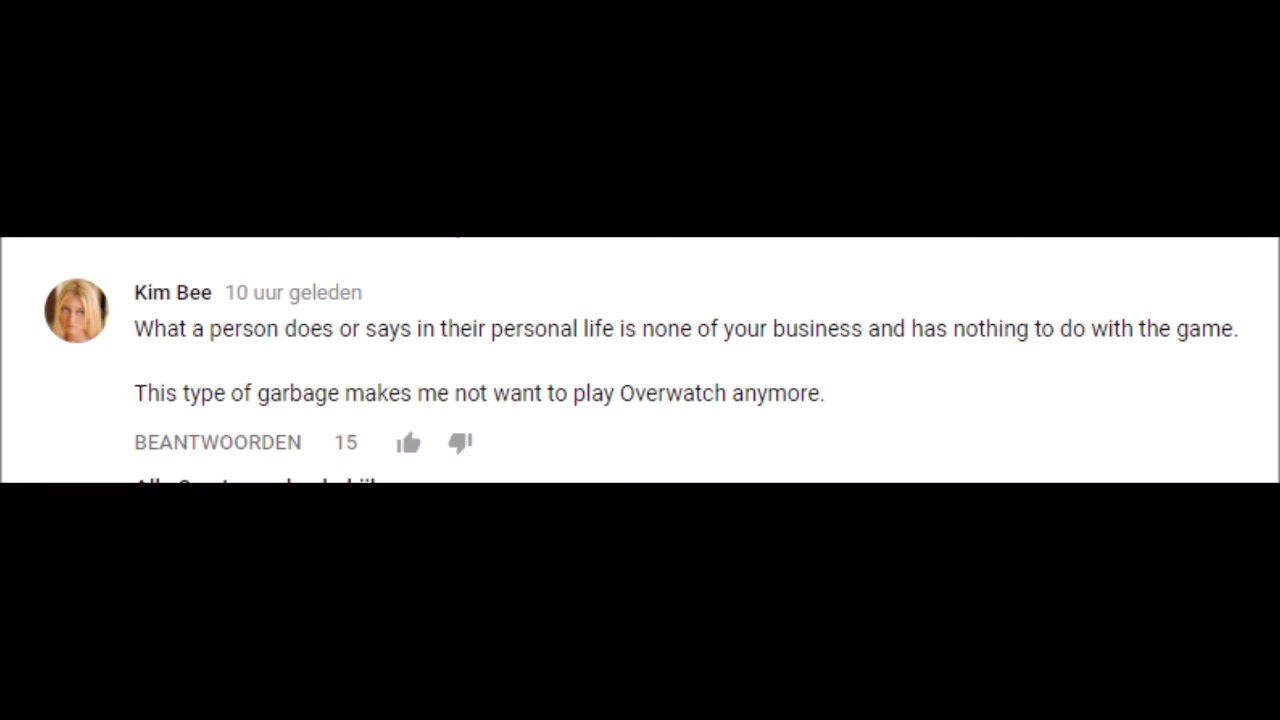 Kim Bee 10 uur geleden
What a person does or says in their personal life is none of your business and has nothing to do with the game.
This type of garbage makes me not want to play Overwatch anymore.
BEANTWOORDEN 15